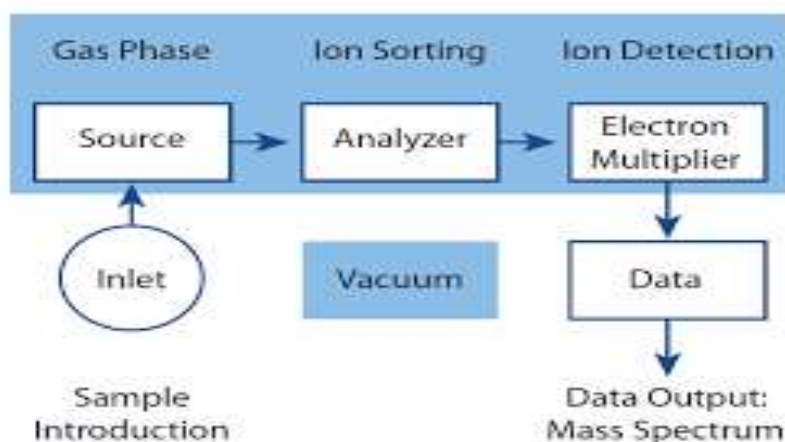 Gas Phase
Ion Sorting
Ion Detection
Source
Analyzer
Electron
Multiplier
Inlet
Vacuum
Data
Sample
Introduction
Data Output:
Mass Spectrum